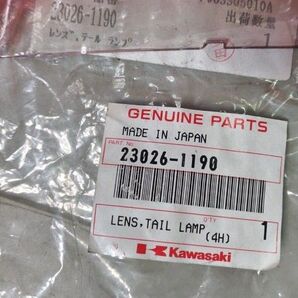 23026-1190
出荷数量
レンズ,テール ランプ
1
GENUINE PARTS
MADE IN JAPAN
PART NO.
23026-1190
LENS,TAIL LAMP
(4H)
Q'TY
1
Kawasaki